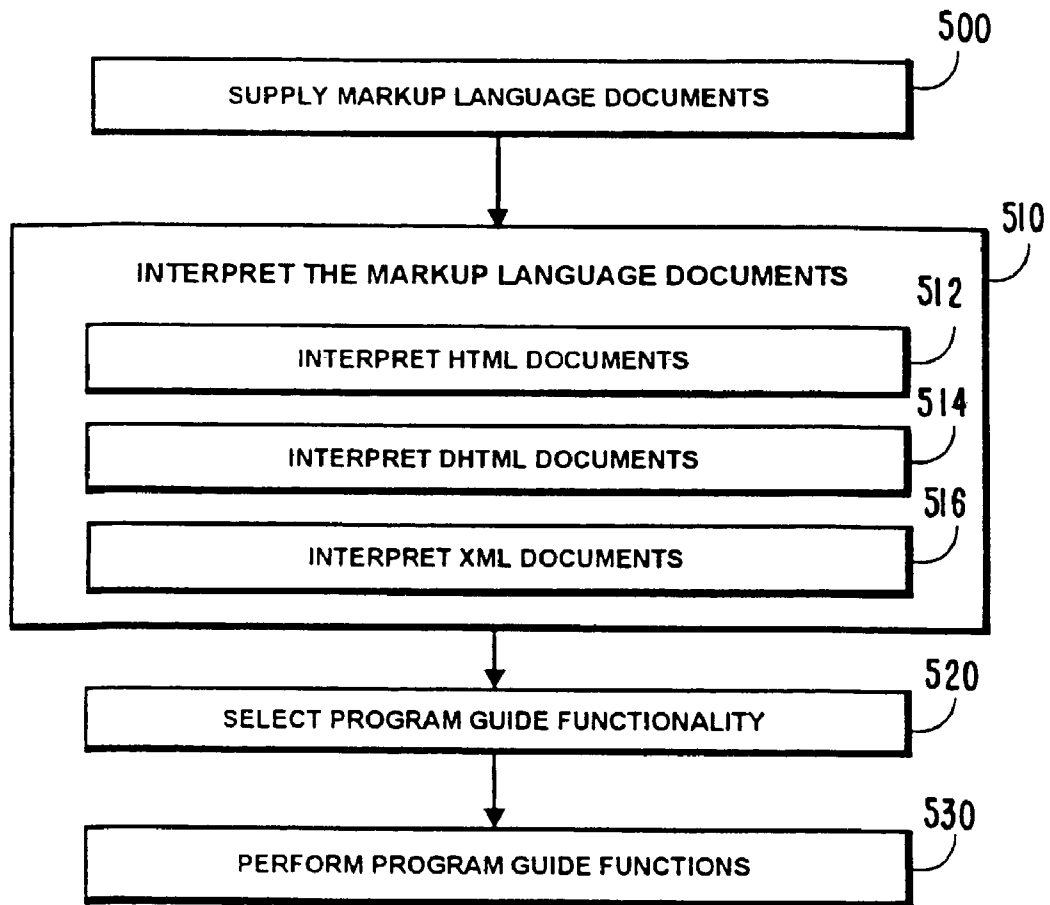 500
SUPPLY MARKUP LANGUAGE DOCUMENTS
510
INTERPRET THE MARKUP LANGUAGE DOCUMENTS
512
INTERPRET HTML DOCUMENTS
514
INTERPRET DHTML DOCUMENTS
516
INTERPRET XML DOCUMENTS
520
SELECT PROGRAM GUIDE FUNCTIONALITY
530
PERFORM PROGRAM GUIDE FUNCTIONS